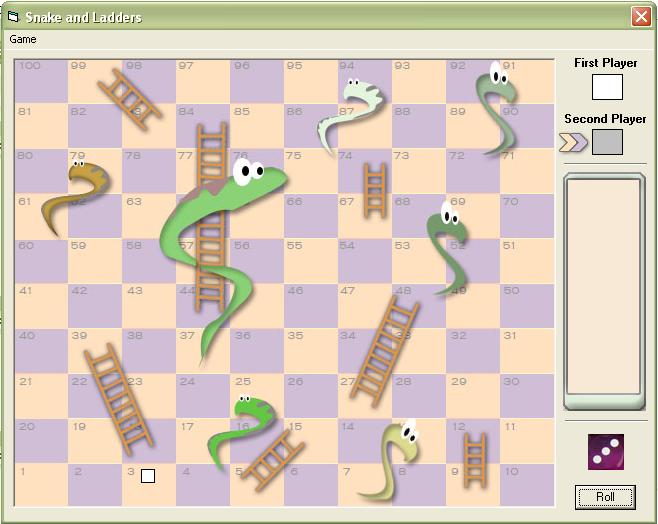 Snake and Ladders
Game
100 99 98 97 96 95 94 93 92 91
First Player
81 82 83 84 85 86 87 88 89 90
Second Player
80 79 78 77 76 75 74 73 72 71
61 62 63 66 67 68 69 70
60 59 58 57 56 55 54 53 52 51
41 42 43 44 45 46 47 48 49 50
40 39 38 37 36 35 34 33 32 31
21 22 23 24 25 26 27 28 29 30
20 19 18 17 16 15 14 13 12 11
1 2 3 4 5 6 7 8 9 10
Roll